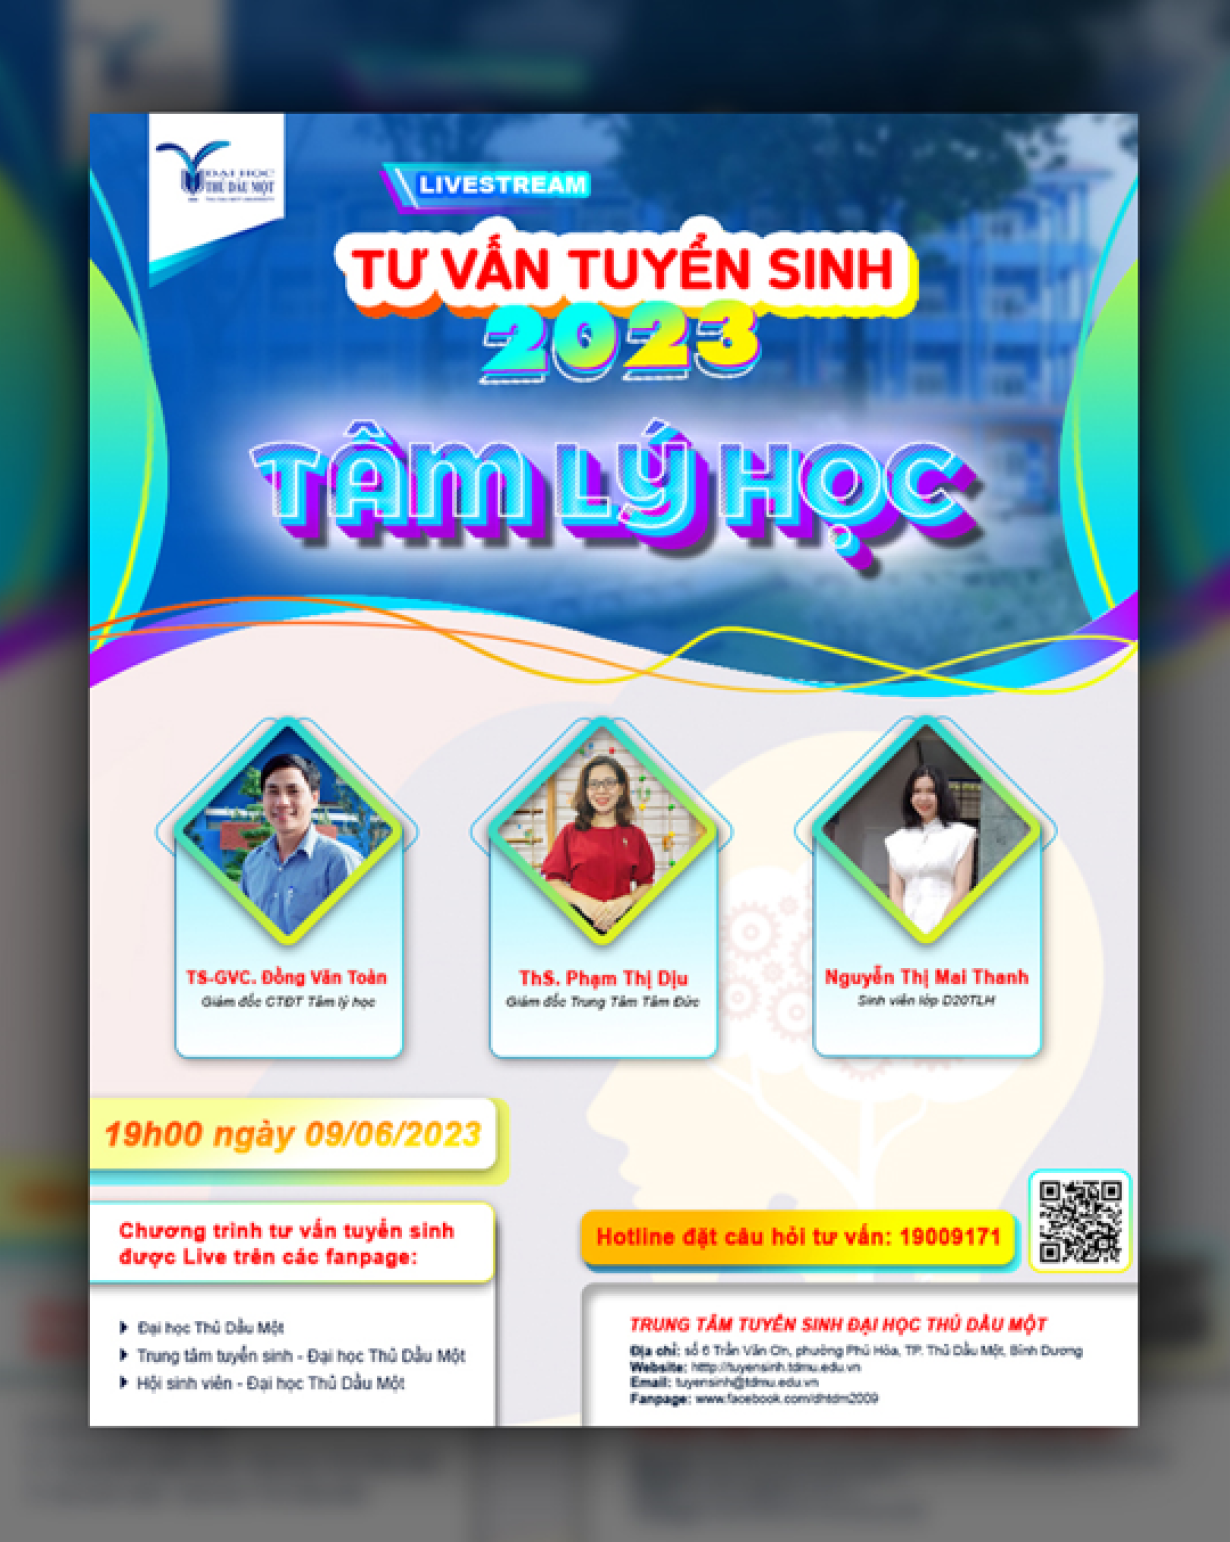 ĐẠI HỌC
THỦ DẦU MỘT
THU DAU MOT UNIVERSITY
LIVESTREAM
TƯ VẤN TUYỂN SINH
2023
TÂM LÝ HỌC
TS-GVC. Đồng Văn Toàn
Giám đốc CTĐT Tâm lý học
ThS. Phạm Thị Dịu
Giám đốc Trung Tâm Tâm Đức
Nguyễn Thị Mai Thanh
Sinh viên lớp D20TLH
19h00 ngày 09/06/2023
Chương trình tư vấn tuyển sinh
được Live trên các fanpage:
Đại học Thủ Dầu Một
Trung tâm tuyển sinh - Đại học Thủ Dầu Một
Hội sinh viên - Đại học Thủ Dầu Một
Hotline đặt câu hỏi tư vấn: 19009171
TRUNG TÂM TUYỂN SINH ĐẠI HỌC THỦ DẦU MỘT
Địa chỉ: số 6 Trần Văn Ơn, phường Phú Hòa, TP. Thủ Dầu Một, Bình Dương
Website: http://tuyensinh.tdmu.edu.vn
Email: tuyensinh@tdmu.edu.vn
Fanpage: www.facebook.com/dhtdm2009